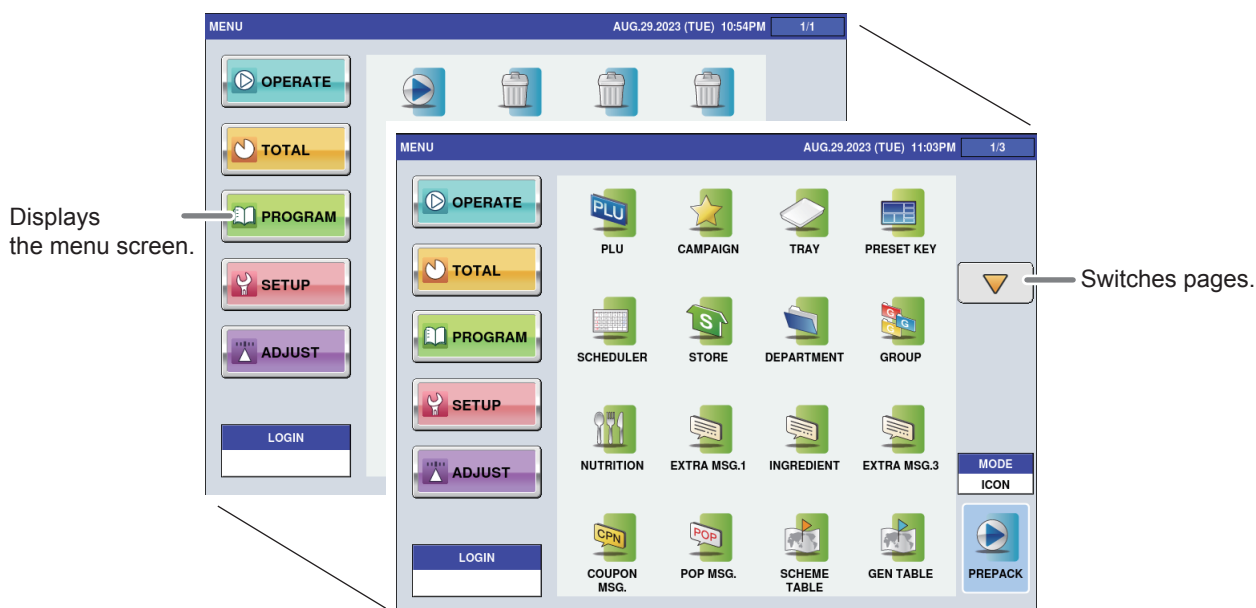 MENU AUG.29.2023 (TUE) 10:54PM 1/1
OPERATE
TOTAL
PROGRAM
SETUP
ADJUST
LOGIN
Displays
the menu screen.
MENU AUG.29.2023 (TUE) 11:03PM 1/3
OPERATE
TOTAL
PROGRAM
SETUP
ADJUST
LOGIN
PLU
PLU CAMPAIGN TRAY PRESET KEY
S G G G
SCHEDULER STORE DEPARTMENT GROUP
NUTRITION EXTRA MSG.1 INGREDIENT EXTRA MSG.3
CPN POP
COUPON MSG. POP MSG. SCHEME TABLE GEN TABLE
MODE
ICON
PREPACK
Switches pages.